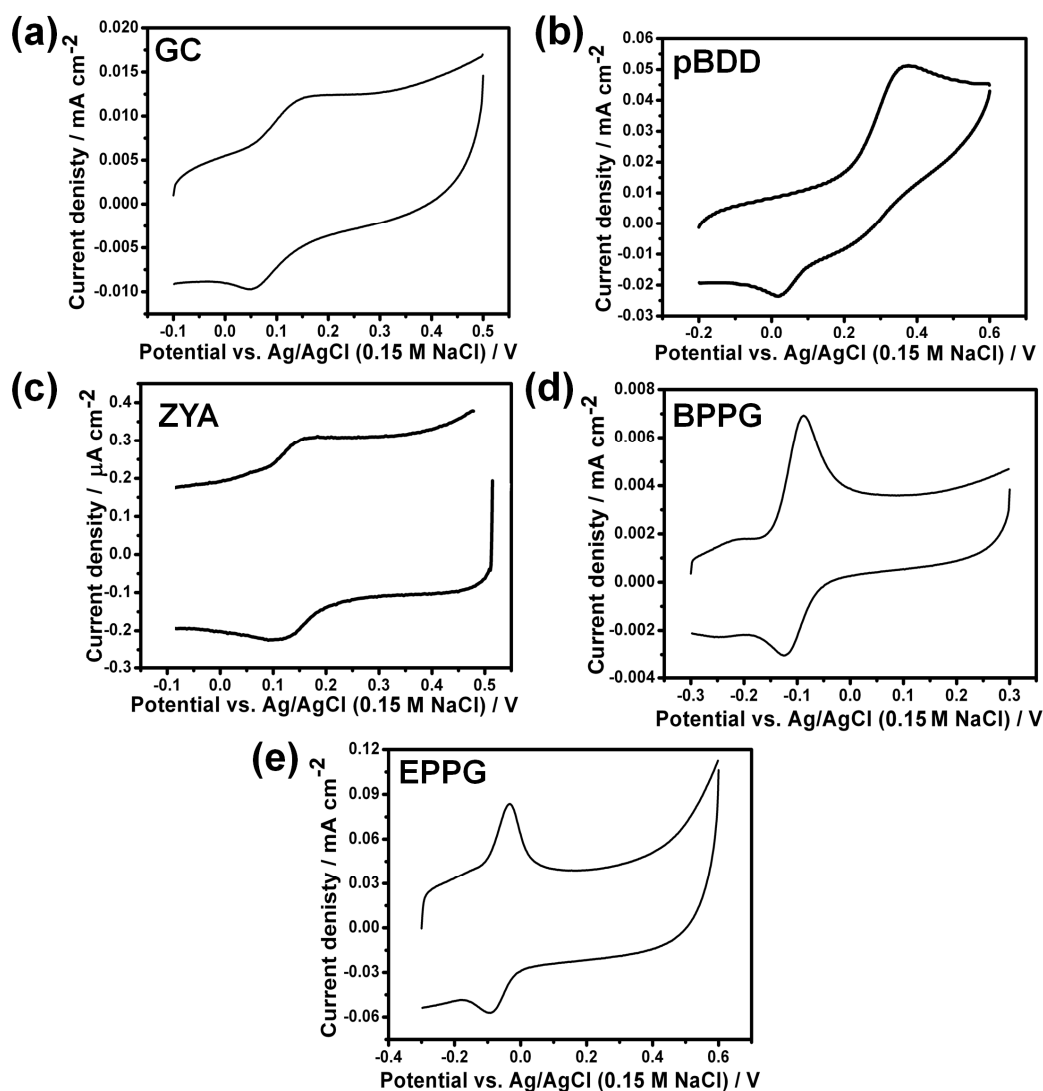 (a)
GC
Current denisty / mA cm-2
0.020
0.015
0.010
0.005
0.000
-0.005
-0.010
-0.1 0.0 0.1 0.2 0.3 0.4 0.5
Potential vs. Ag/AgCl (0.15 M NaCl) / V
(b)
pBDD
Current density / mA cm-2
0.06
0.05
0.04
0.03
0.02
0.01
0.00
-0.01
-0.02
-0.03
-0.2 0.0 0.2 0.4 0.6
Potential vs. Ag/AgCl (0.15 M NaCl) / V
(c)
ZYA
Current density / μA cm-2
0.4
0.3
0.2
0.1
0.0
-0.1
-0.2
-0.3
-0.1 0.0 0.1 0.2 0.3 0.4 0.5
Potential vs. Ag/AgCl (0.15 M NaCl) / V
(d)
BPPG
Current denisty / mA cm-2
0.008
0.006
0.004
0.002
0.000
-0.002
-0.004
-0.3 -0.2 -0.1 0.0 0.1 0.2 0.3
Potential vs. Ag/AgCl (0.15 M NaCl) / V
(e)
EPPG
Current denisty / mA cm-2
0.12
0.09
0.06
0.03
0.00
-0.03
-0.06
-0.4 -0.2 0.0 0.2 0.4 0.6
Potential vs. Ag/AgCl (0.15 M NaCl) / V